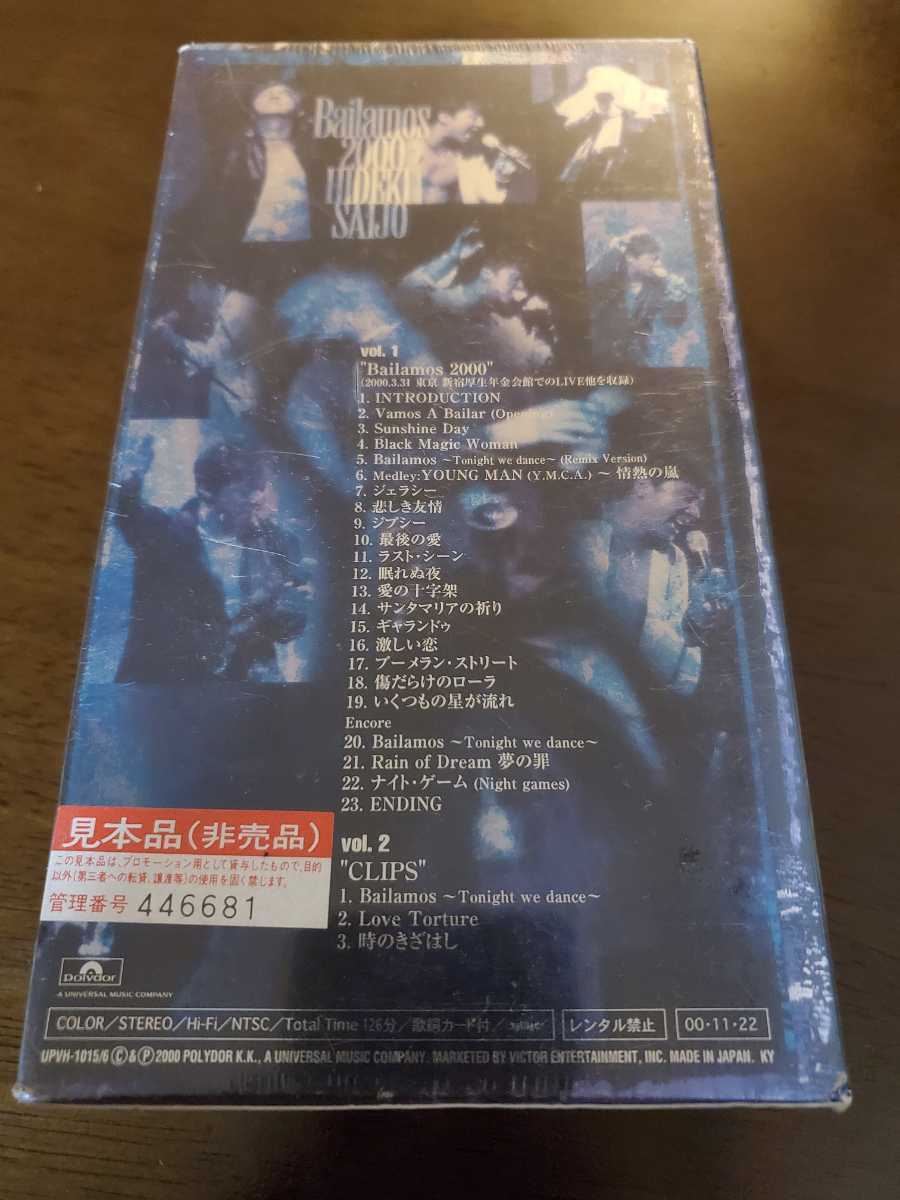 Bailamos
2000
HIDEKI
SAIJO
vol. 1
"Bailamos 2000"
(2000.3.31 東京 新宿厚生年金会館でのLIVE他を収録)
1. INTRODUCTION
2. Vamos A Bailar (Opening)
3. Sunshine Day
4. Black Magic Woman
5. Bailamos ～Tonight we dance～ (Remix Version)
6. Medley:YOUNG MAN (Y.M.C.A.) ～ 情熱の嵐
7. ジェラシー
8. 悲しき友情
9. ジプシー
10. 最後の愛
11. ラスト・シーン
12. 眠れぬ夜
13. 愛の十字架
14. サンタマリアの祈り
15. ギャランドゥ
16. 激しい恋
17. ブーメラン・ストリート
18. 傷だらけのローラ
19. いくつもの星が流れ
Encore
20. Bailamos ～Tonight we dance～
21. Rain of Dream 夢の罪
22. ナイト・ゲーム (Night games)
23. ENDING
vol. 2
"CLIPS"
1. Bailamos ～Tonight we dance～
2. Love Torture
3. 時のきざはし
見本品(非売品)
この見本品は、プロモーション用として貸与したもので、目的
以外(第三者への転貸、譲渡等)の使用を固く禁じます。
管理番号 446681
polydor
A UNIVERSAL MUSIC COMPANY
COLOR／STEREO／Hi-Fi／NTSC／Total Time 126分／歌詞カード付／
レンタル禁止
00・11・22
UPVH-1015/6 Ⓒ&Ⓟ2000 POLYDOR K.K., A UNIVERSAL MUSIC COMPANY. MARKETED BY VICTOR ENTERTAINMENT, INC. MADE IN JAPAN. KY